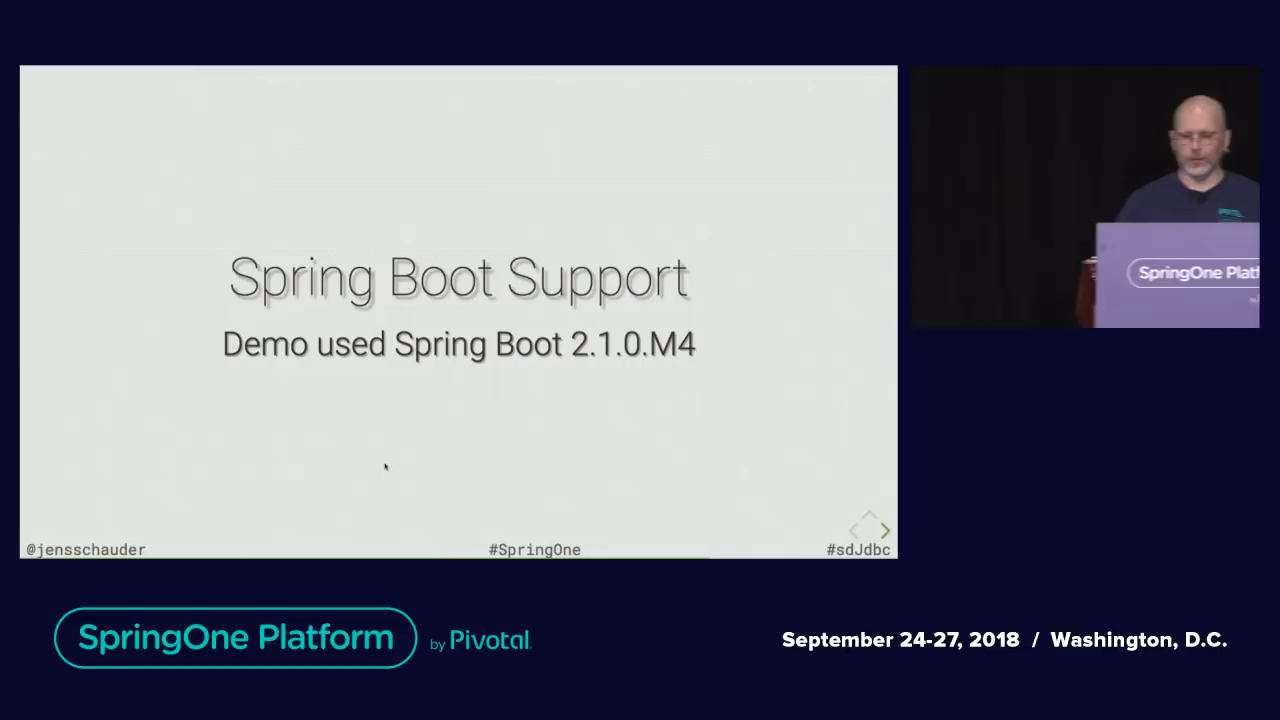 Spring Boot Support
Demo used Spring Boot 2.1.0.M4
@jensschauder
#SpringOne
#sdJdbc
SpringOne Platf
SpringOne Platform
by Pivotal
September 24-27, 2018 / Washington, D.C.